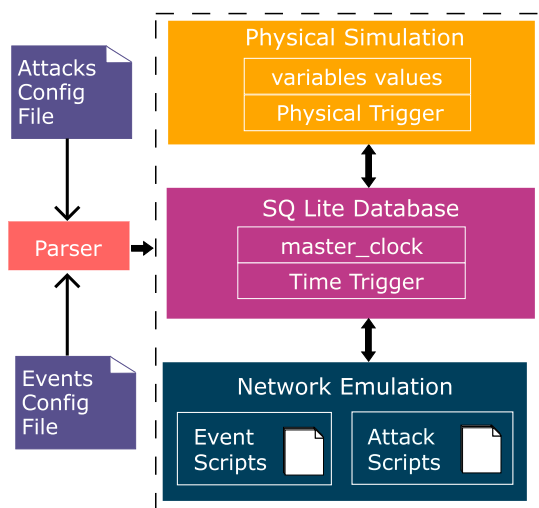 Attacks
Config
File
Parser
Events
Config
File
Physical Simulation
variables values
Physical Trigger
SQ Lite Database
master_clock
Time Trigger
Network Emulation
Event
Scripts
Attack
Scripts